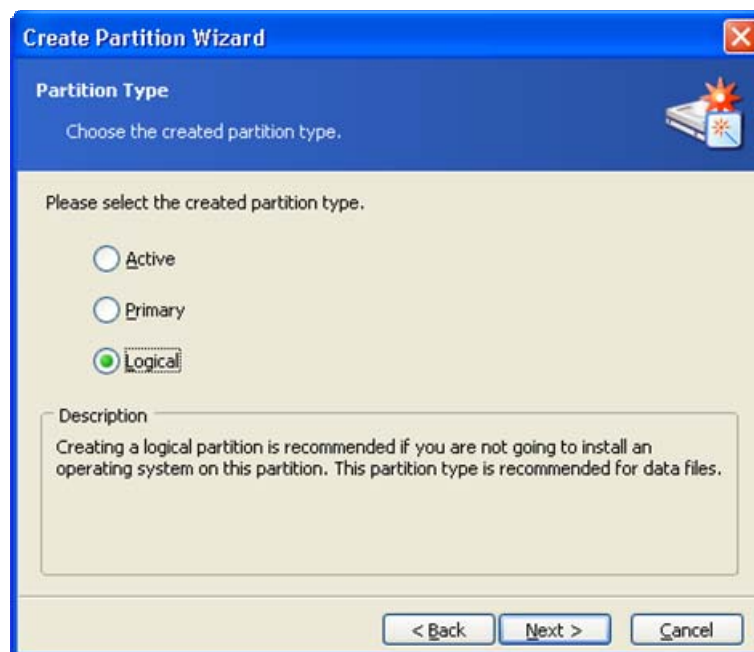 Create Partition Wizard
Partition Type
Choose the created partition type.
Please select the created partition type.
Active
Primary
Logical
Description
Creating a logical partition is recommended if you are not going to install an
operating system on this partition. This partition type is recommended for data files.
< Back
Next >
Cancel